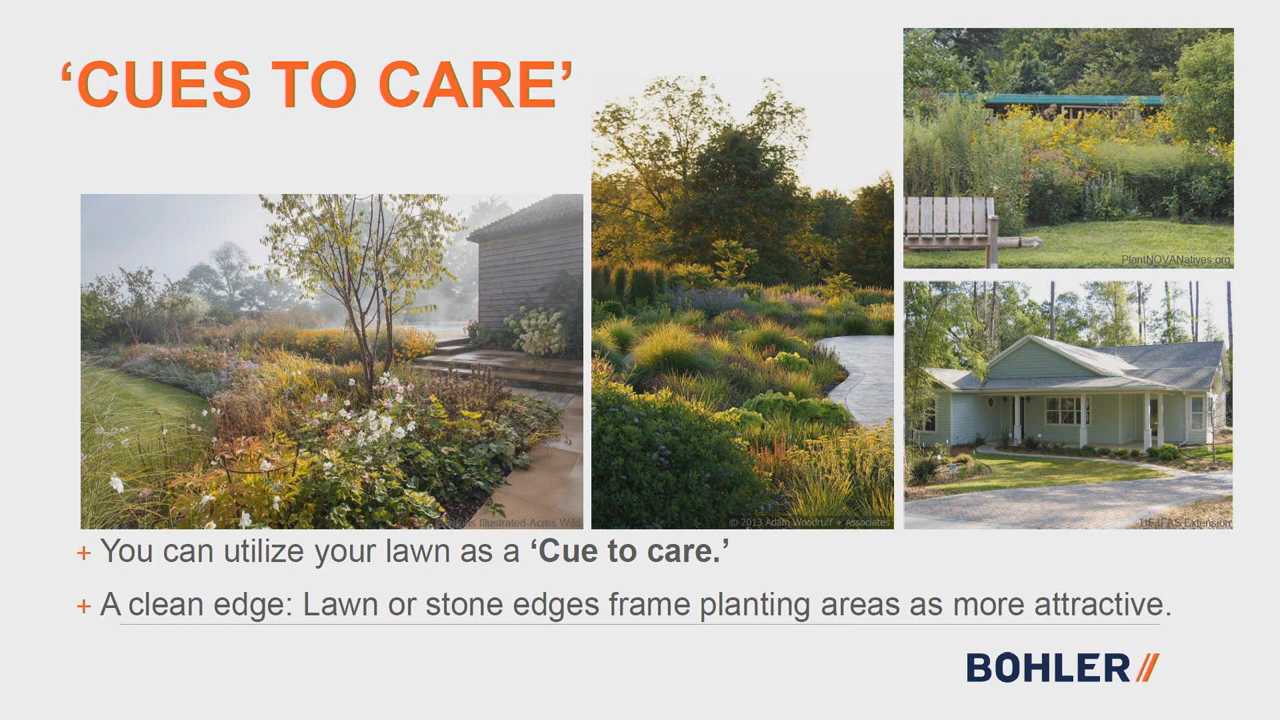 ‘CUES TO CARE’
PlantNOVANatives.org
Illustrated-Acres Wild
© 2013 Adam Woodruff + Associates
UF/IFAS Extension
+ You can utilize your lawn as a ‘Cue to care.’
+ A clean edge: Lawn or stone edges frame planting areas as more attractive.
BOHLER//